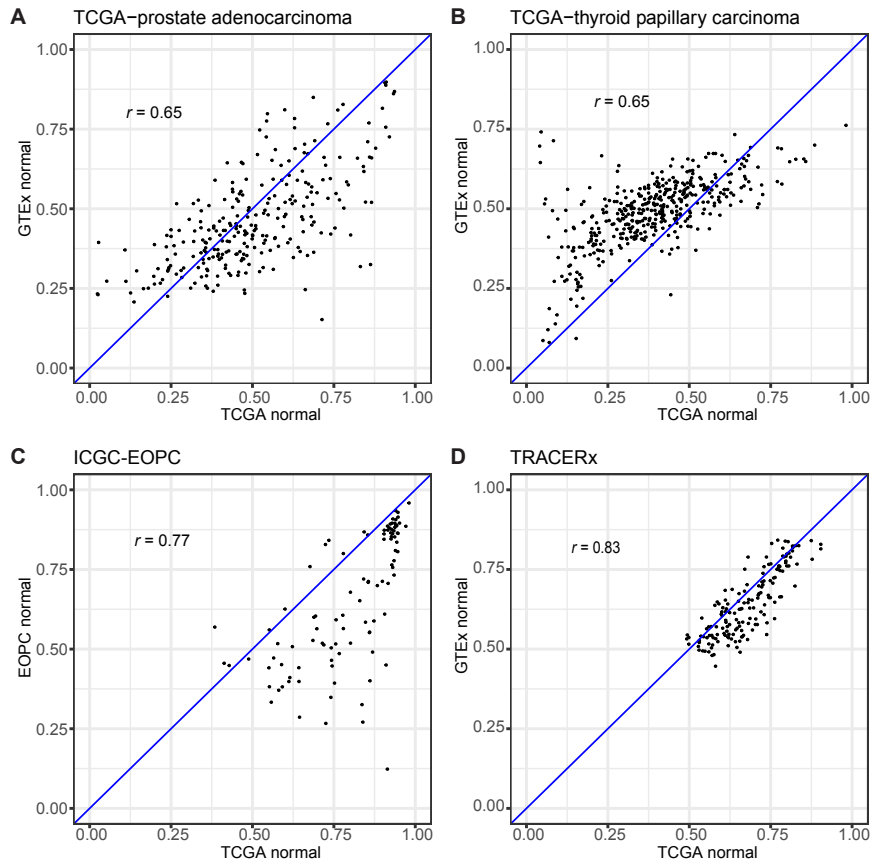 A TCGA−prostate adenocarcinoma
1.00
0.75
0.50
0.25
0.00
GTEx normal
r = 0.65
0.00 0.25 0.50 0.75 1.00
TCGA normal
B TCGA−thyroid papillary carcinoma
1.00
0.75
0.50
0.25
0.00
GTEx normal
r = 0.65
0.00 0.25 0.50 0.75 1.00
TCGA normal
C ICGC-EOPC
1.00
0.75
0.50
0.25
0.00
EOPC normal
r = 0.77
0.00 0.25 0.50 0.75 1.00
TCGA normal
D TRACERx
1.00
0.75
0.50
0.25
0.00
GTEx normal
r = 0.83
0.00 0.25 0.50 0.75 1.00
TCGA normal